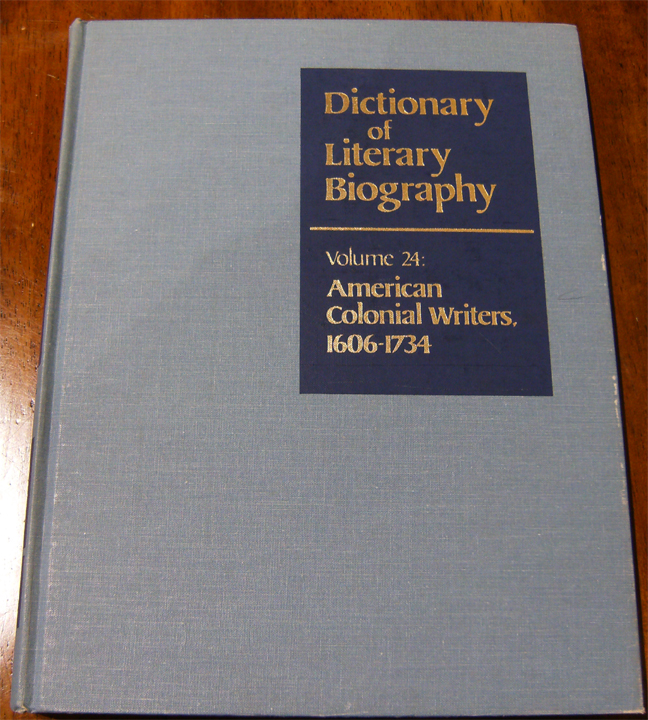 Dictionary
of
Literary
Biography
Volume 24:
American
Colonial Writers,
1606-1734